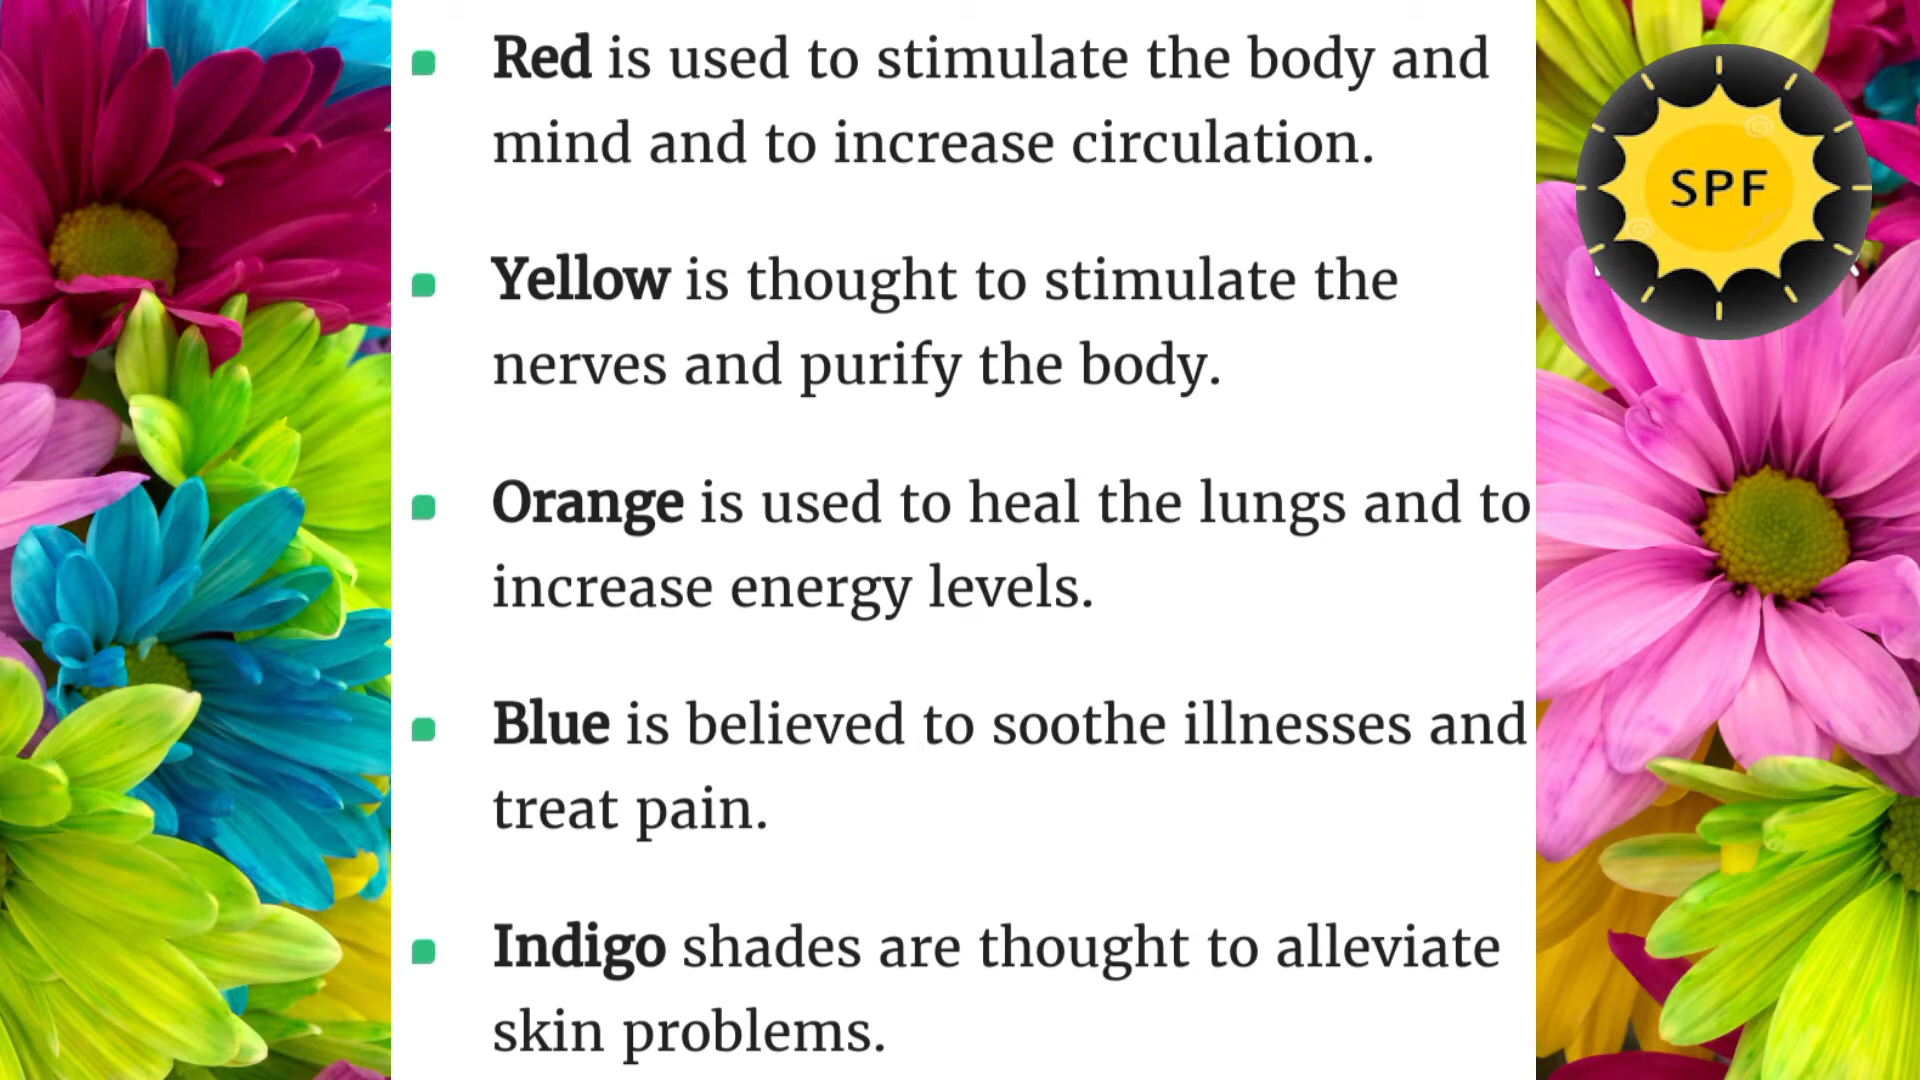 Red is used to stimulate the body and
mind and to increase circulation.
Yellow is thought to stimulate the
nerves and purify the body.
Orange is used to heal the lungs and to
increase energy levels.
Blue is believed to soothe illnesses and
treat pain.
Indigo shades are thought to alleviate
skin problems.
SPF